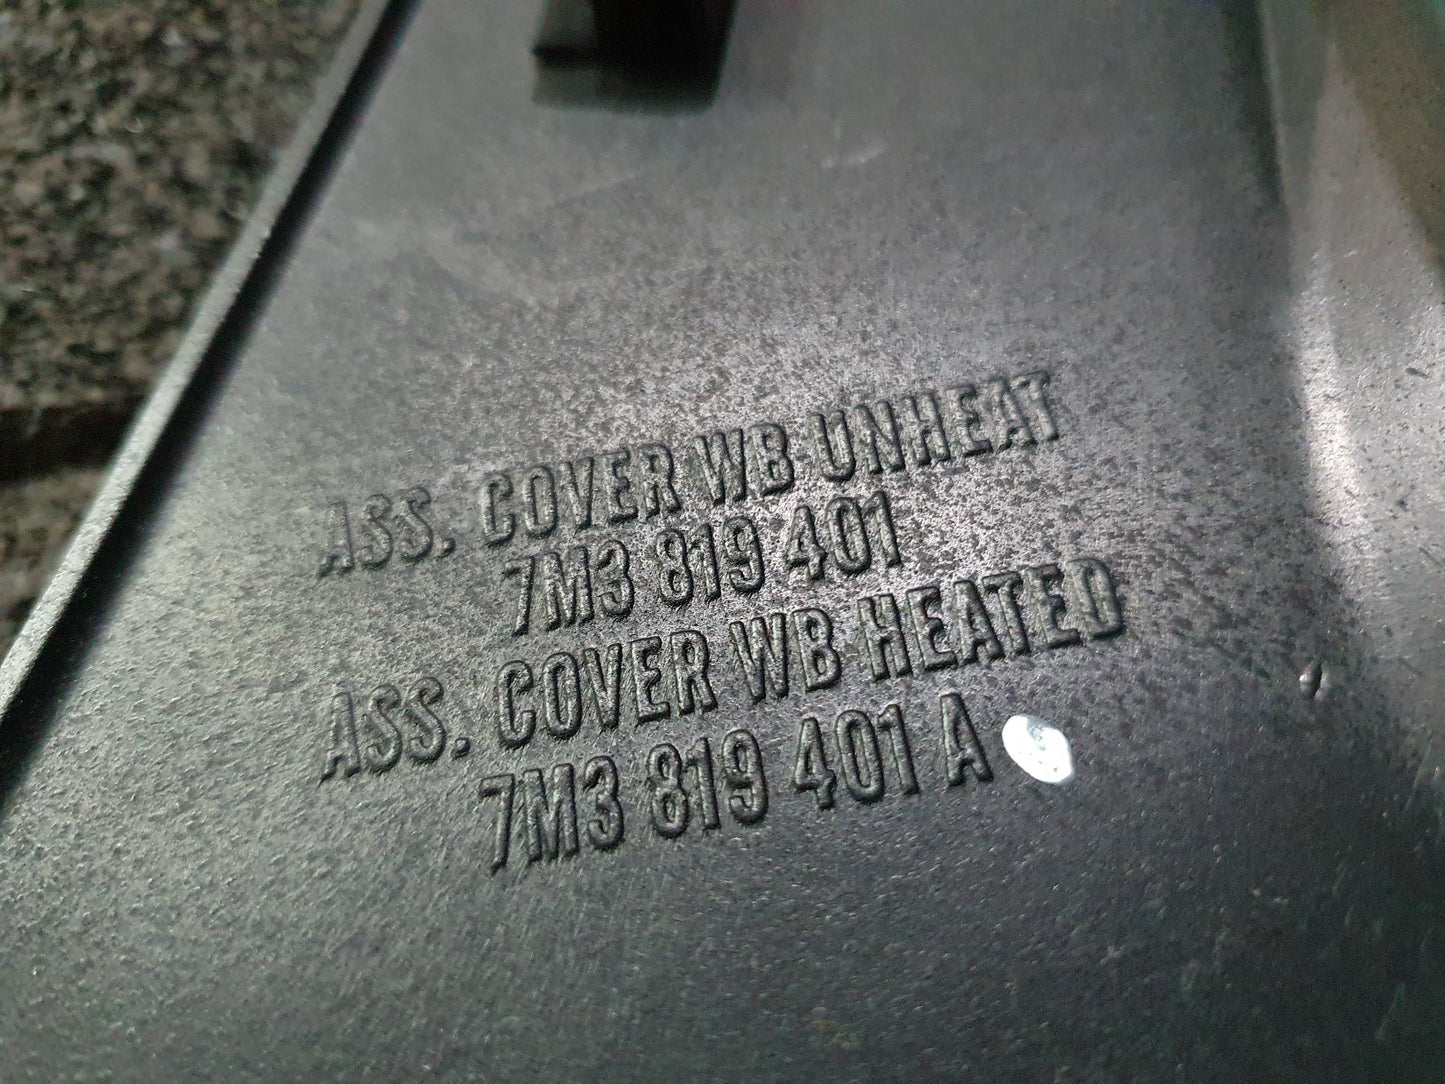 ASS. COVER WB UNHEAT
7M3 819 401
ASS. COVER WB HEATED
7M3 819 401 A